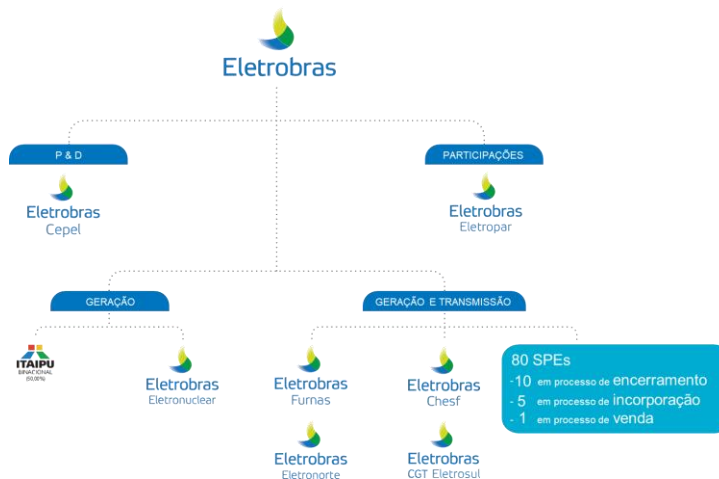 Eletrobras
P & D
PARTICIPAÇÕES
Eletrobras
Cepel
Eletrobras
Eletropar
GERAÇÃO
GERAÇÃO E TRANSMISSÃO
ITAIPU
BINACIONAL
(50,00%)
Eletrobras
Eletronuclear
Eletrobras
Furnas
Eletrobras
Chesf
80 SPEs
-10 em processo de encerramento
- 5 em processo de incorporação
- 1 em processo de venda
Eletrobras
Eletronorte
Eletrobras
CGT Eletrosul